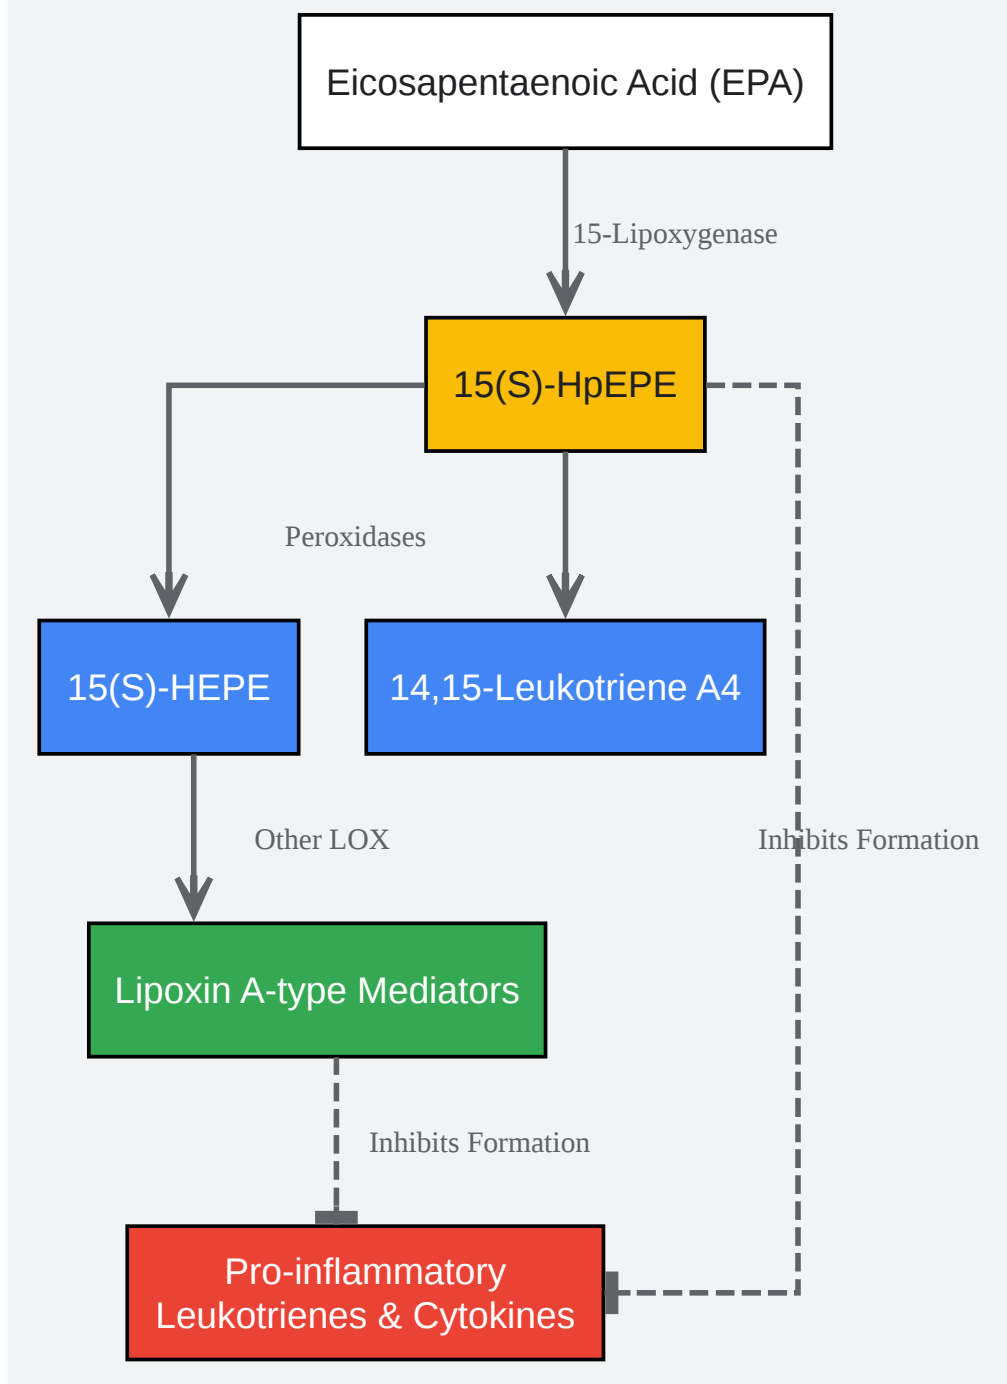 Eicosapentaenoic Acid (EPA)
15-Lipoxygenase
15(S)-HpEPE
Peroxidases
15(S)-HEPE
14,15-Leukotriene A4
Other LOX
Inhibits Formation
Lipoxin A-type Mediators
Inhibits Formation
Pro-inflammatory
Leukotrienes & Cytokines